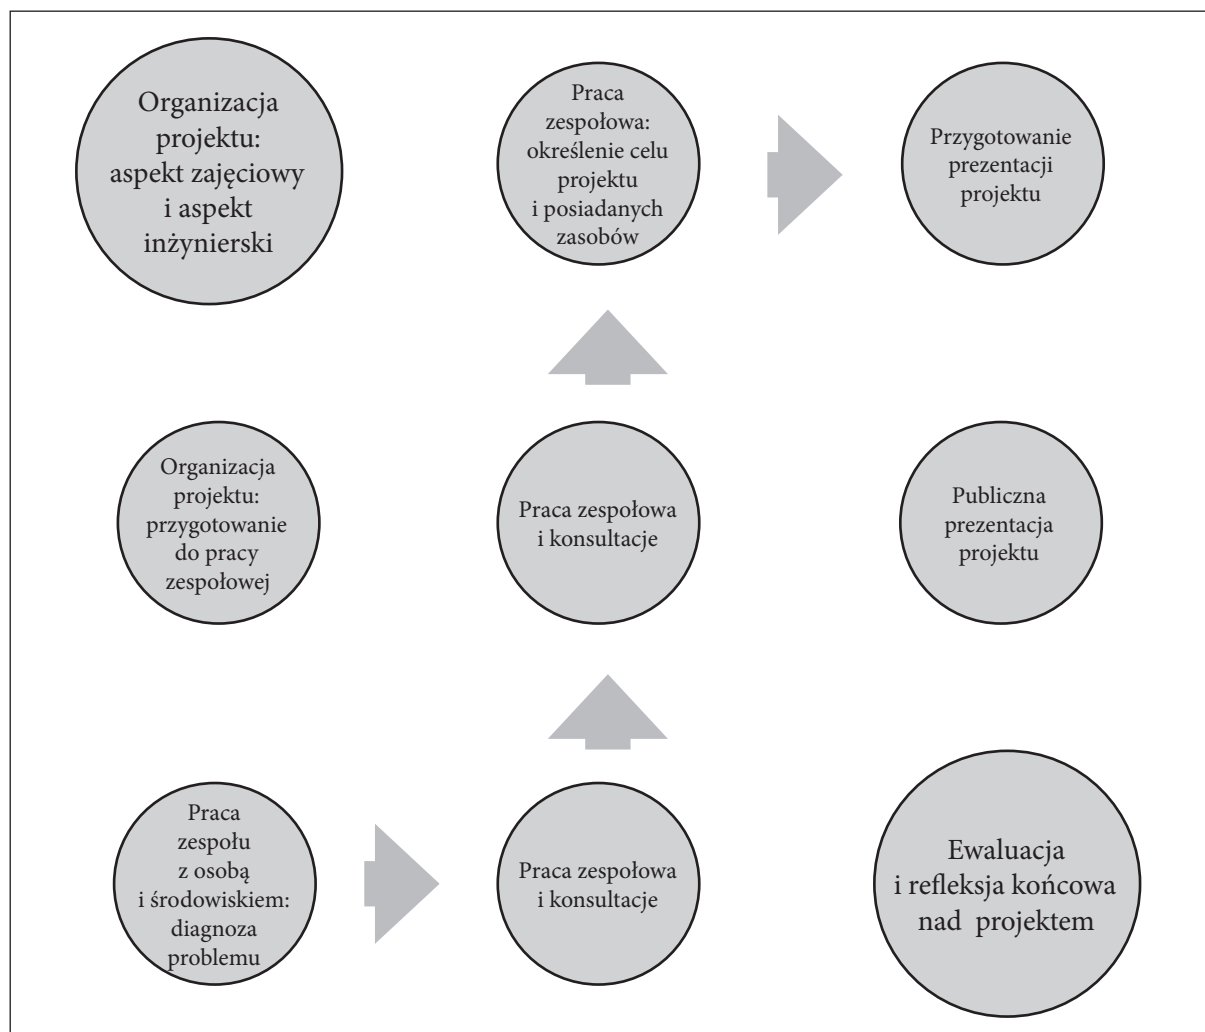 Organizacja
projektu:
aspekt zajęciowy
i aspekt
inżynierski
Praca
zespołowa:
określenie celu
projektu
i posiadanych
zasobów
Przygotowanie
prezentacji
projektu
Organizacja
projektu:
przygotowanie
do pracy
zespołowej
Praca zespołowa
i konsultacje
Publiczna
prezentacja
projektu
Praca
zespołu
z osobą
i środowiskiem:
diagnoza
problemu
Praca zespołowa
i konsultacje
Ewaluacja
i refleksja końcowa
nad projektem